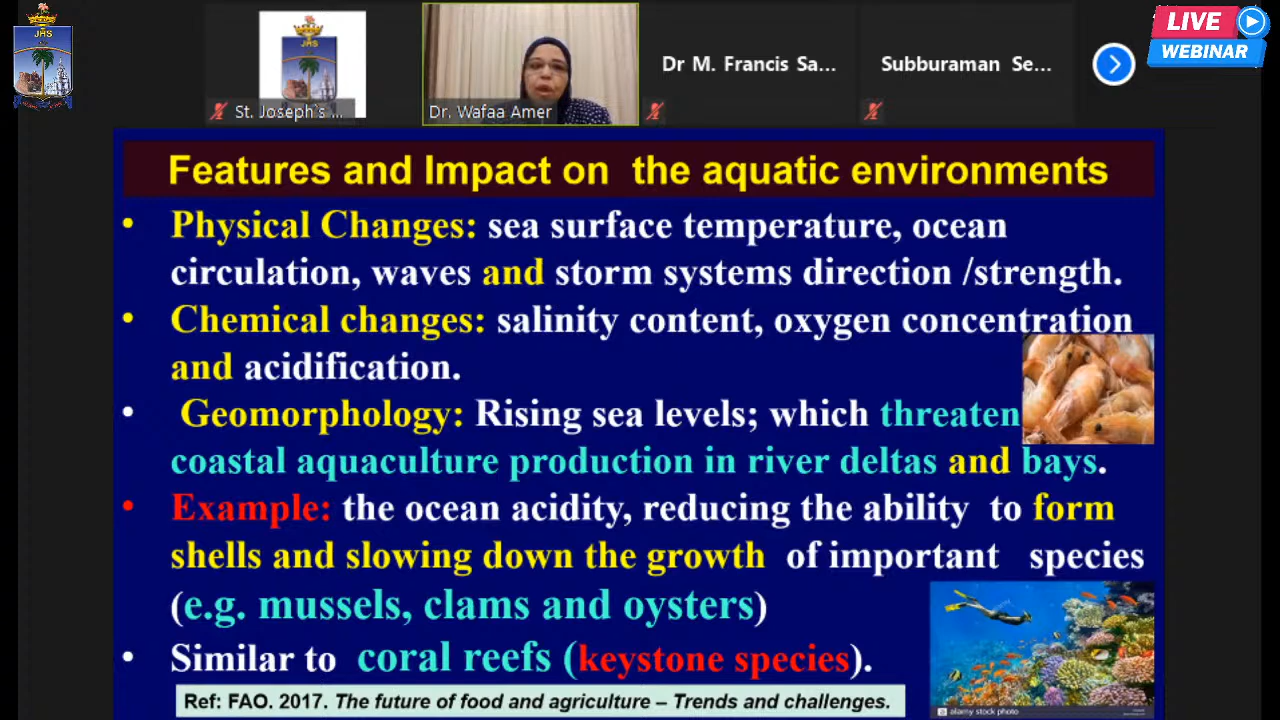 JHS
JHS
LIVE
WEBINAR
St. Joseph's ...
Dr. Wafaa Amer
Dr M. Francis Sa...
Subburaman Se...
Features and Impact on the aquatic environments
• Physical Changes: sea surface temperature, ocean
circulation, waves and storm systems direction /strength.
• Chemical changes: salinity content, oxygen concentration
and acidification.
• Geomorphology: Rising sea levels; which threaten
coastal aquaculture production in river deltas and bays.
• Example: the ocean acidity, reducing the ability to form
shells and slowing down the growth of important species
(e.g. mussels, clams and oysters)
• Similar to coral reefs (keystone species).
Ref: FAO. 2017. The future of food and agriculture – Trends and challenges.
alamy stock photo